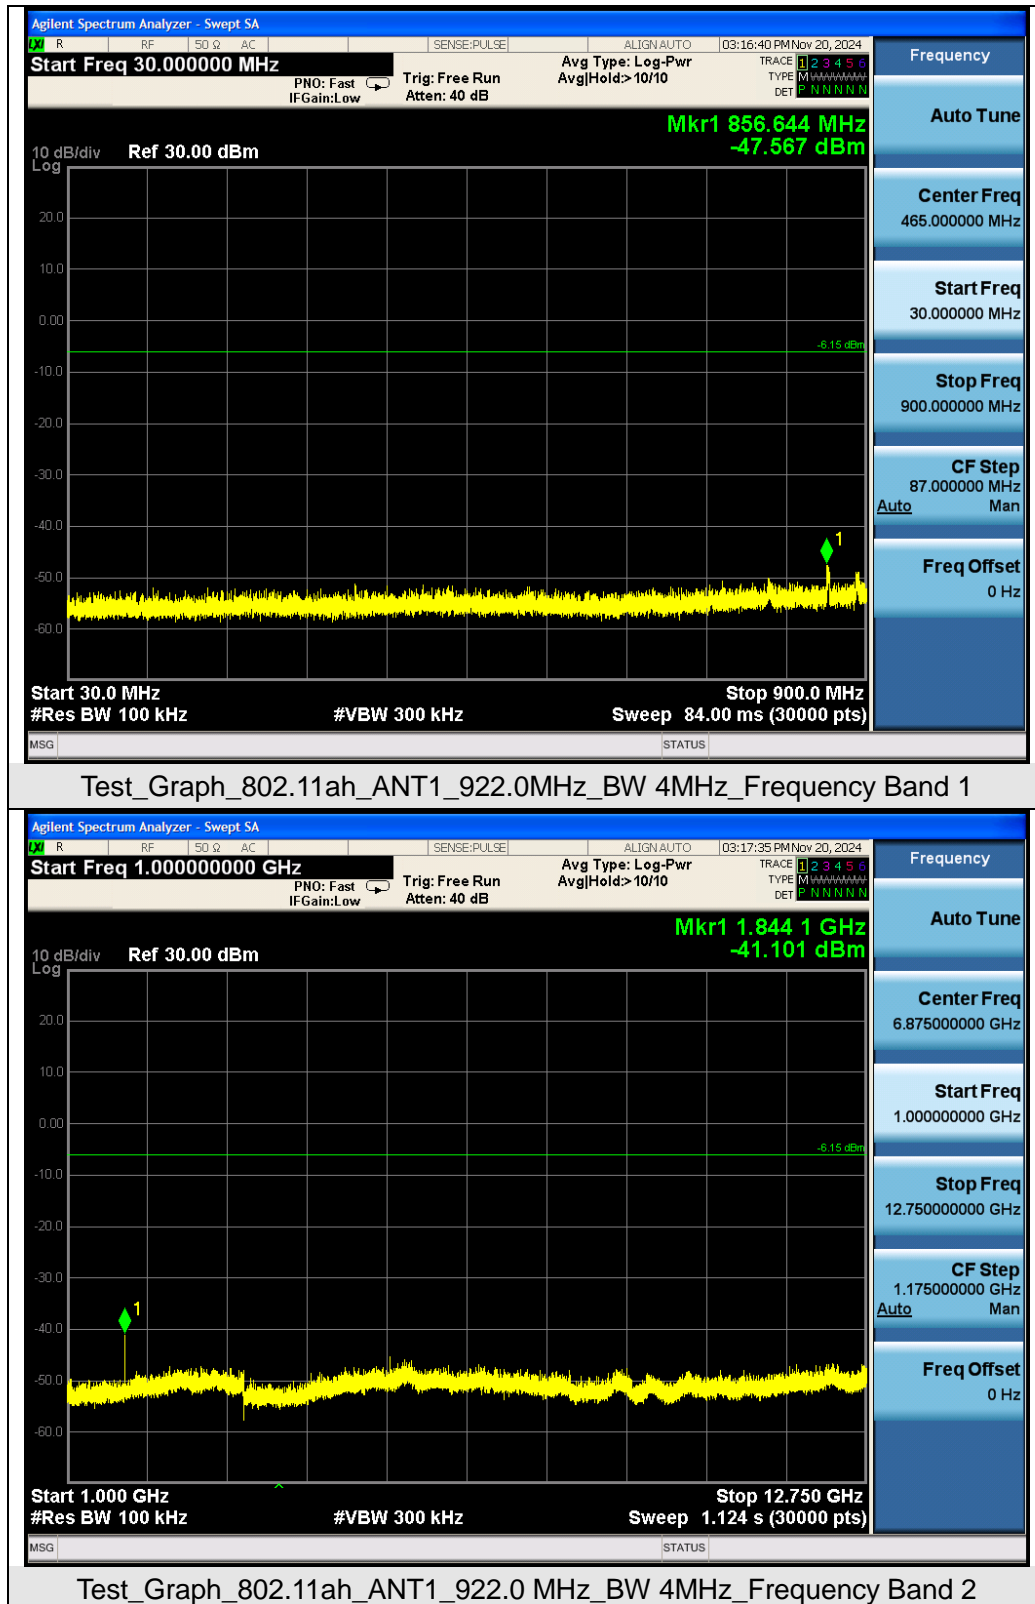 Agilent Spectrum Analyzer - Swept SA
LXI R RF 50 Ω AC SENSE:PULSE ALIGN AUTO 03:16:40 PM Nov 20, 2024
Start Freq 30.000000 MHz
PNO: Fast
IFGain:Low
Trig: Free Run
Atten: 40 dB
Avg Type: Log-Pwr
Avg|Hold:>10/10
TRACE 1 2 3 4 5 6
TYPE M WWWWW
DET P N N N N N
Mkr1 856.644 MHz
-47.567 dBm
10 dB/div Ref 30.00 dBm
Log
20.0
10.0
0.00
-6.15 dBm
-10.0
-20.0
-30.0
-40.0
1
-50.0
-60.0
Start 30.0 MHz Stop 900.0 MHz
#Res BW 100 kHz #VBW 300 kHz Sweep 84.00 ms (30000 pts)
MSG STATUS
Frequency
Auto Tune
Center Freq
465.000000 MHz
Start Freq
30.000000 MHz
Stop Freq
900.000000 MHz
CF Step
87.000000 MHz
Auto Man
Freq Offset
0 Hz
Test_Graph_802.11ah_ANT1_922.0MHz_BW 4MHz_Frequency Band 1
Agilent Spectrum Analyzer - Swept SA
LXI R RF 50 Ω AC SENSE:PULSE ALIGN AUTO 03:17:35 PM Nov 20, 2024
Start Freq 1.000000000 GHz
PNO: Fast
IFGain:Low
Trig: Free Run
Atten: 40 dB
Avg Type: Log-Pwr
Avg|Hold:>10/10
TRACE 1 2 3 4 5 6
TYPE M WWWWW
DET P N N N N N
Mkr1 1.844 1 GHz
-41.101 dBm
10 dB/div Ref 30.00 dBm
Log
20.0
10.0
0.00
-6.15 dBm
-10.0
-20.0
-30.0
1
-40.0
-50.0
-60.0
Start 1.000 GHz Stop 12.750 GHz
#Res BW 100 kHz #VBW 300 kHz Sweep 1.124 s (30000 pts)
MSG STATUS
Frequency
Auto Tune
Center Freq
6.875000000 GHz
Start Freq
1.000000000 GHz
Stop Freq
12.750000000 GHz
CF Step
1.175000000 GHz
Auto Man
Freq Offset
0 Hz
Test_Graph_802.11ah_ANT1_922.0 MHz_BW 4MHz_Frequency Band 2